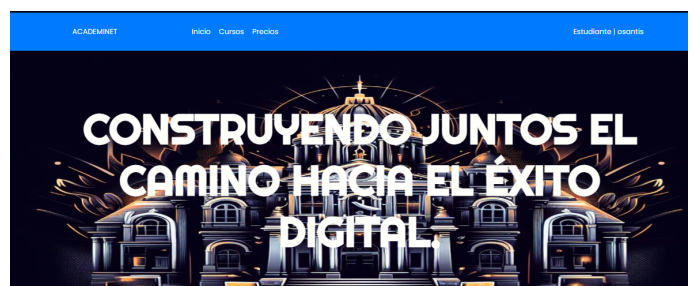 ACADEMINET Inicio Cursos Precios Estudiante | osantis
CONSTRUYENDO JUNTOS EL
CAMINO HACIA EL ÉXITO
DIGITAL.